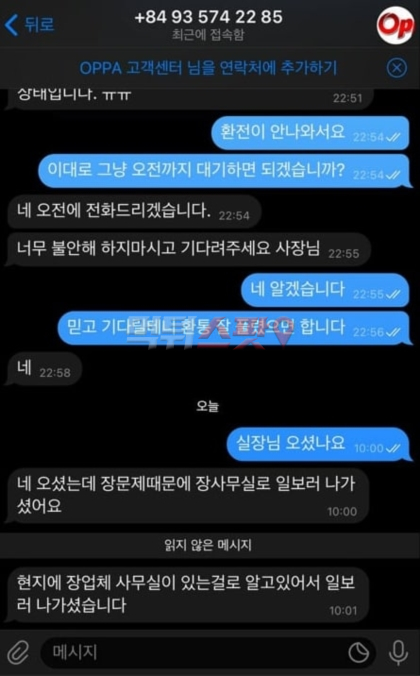 뒤로
+84 93 574 22 85
최근에 접속함
Op
OPPA 고객센터 님을 연락처에 추가하기
상태입니다. ㅠㅠ
22:51
환전이 안나와서요 22:54
이대로 그냥 오전까지 대기하면 되겠습니까? 22:54
네 오전에 전화드리겠습니다. 22:54
너무 불안해 하지마시고 기다려주세요 사장님 22:55
네 알겠습니다 22:55
믿고 기다릴테니 환통 잘 풀렸으면 합니다 22:56
먹튀스팟
네 22:58
오늘
실장님 오셨나요 10:00
네 오셨는데 장문제때문에 장사무실로 일보러 나가
셨어요
10:00
읽지 않은 메시지
현지에 장업체 사무실이 있는걸로 알고있어서 일보
러 나가셨습니다
10:01
메시지